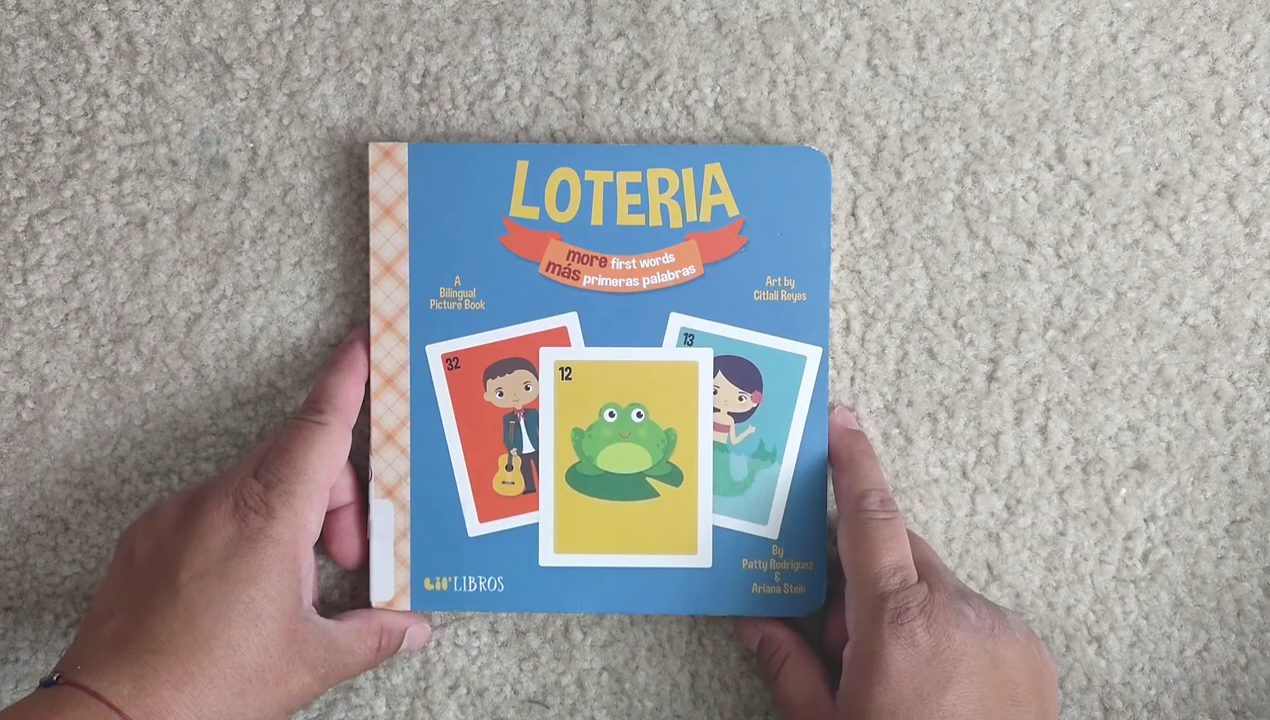 LOTERIA
more first words
más primeras palabras
A
Bilingual
Picture Book
Art by
Citlali Reyes
32
12
13
By
Patty Rodriguez
&
Ariana Stein
Lil' LIBROS